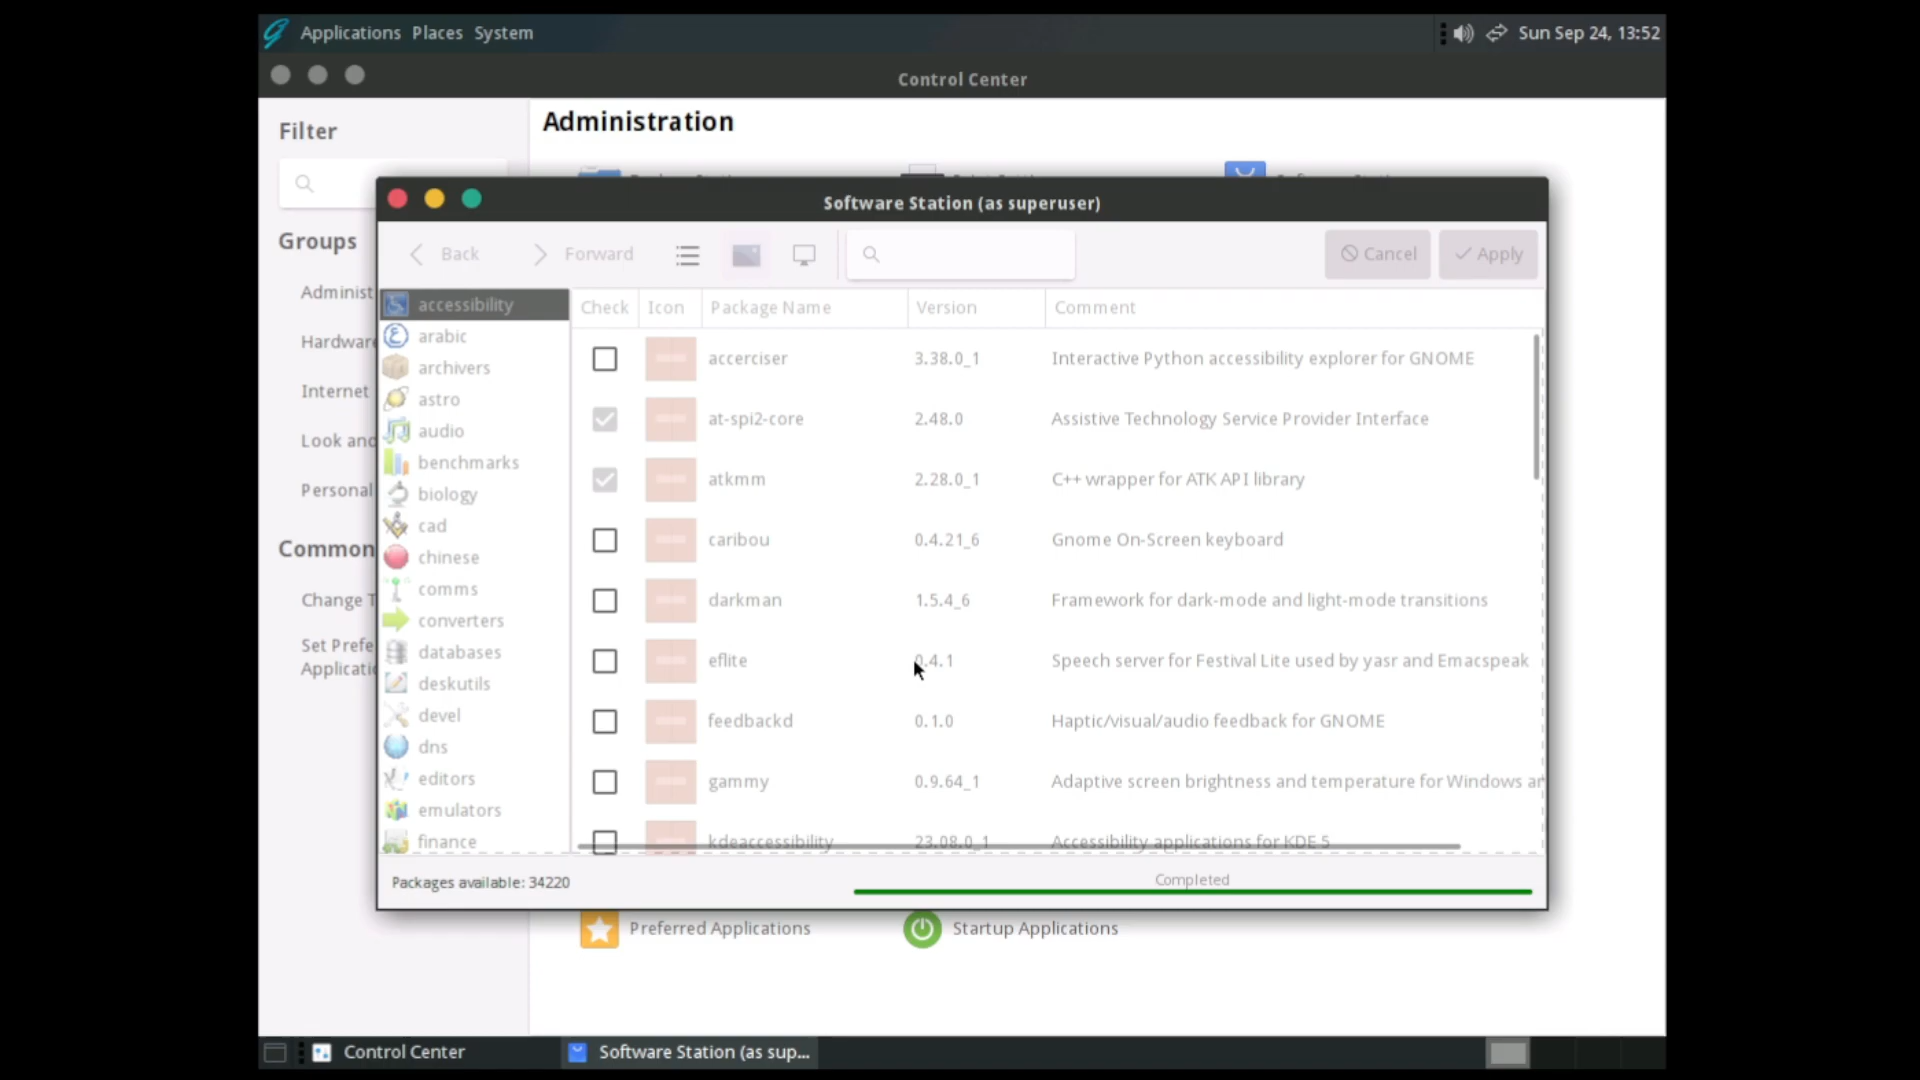 Applications Places System
Sun Sep 24, 13:52
Control Center
Filter
Administration
Groups
Administ
Hardware
Internet
Look and
Personal
Common
Change T
Set Prefe
Applicatio
Software Station (as superuser)
Back
Forward
Cancel
Apply
accessibility
arabic
archivers
astro
audio
benchmarks
biology
cad
chinese
comms
converters
databases
deskutils
devel
dns
editors
emulators
finance
Check Icon Package Name Version Comment
accerciser 3.38.0_1 Interactive Python accessibility explorer for GNOME
at-spi2-core 2.48.0 Assistive Technology Service Provider Interface
atkmm 2.28.0_1 C++ wrapper for ATK API library
caribou 0.4.21_6 Gnome On-Screen keyboard
darkman 1.5.4_6 Framework for dark-mode and light-mode transitions
eflite 0.4.1 Speech server for Festival Lite used by yasr and Emacspeak
feedbackd 0.1.0 Haptic/visual/audio feedback for GNOME
gammy 0.9.64_1 Adaptive screen brightness and temperature for Windows an
kdeaccessibility 23.08.0_1 Accessibility applications for KDE 5
Packages available: 34220
Completed
Preferred Applications
Startup Applications
Control Center
Software Station (as sup...